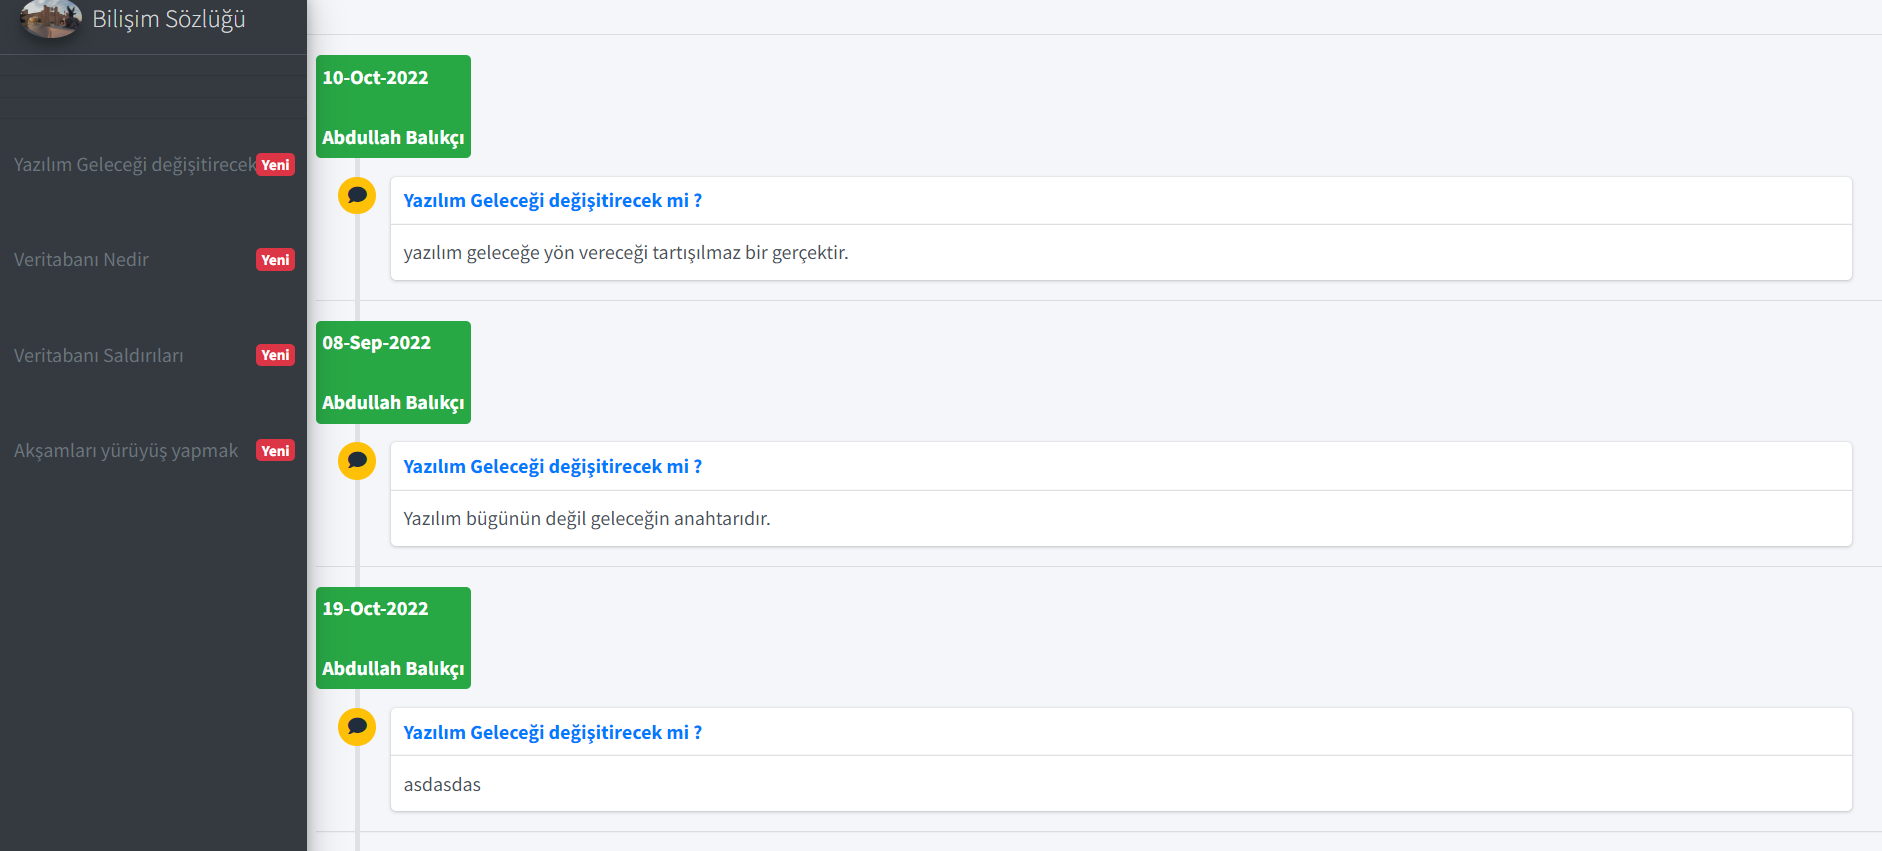 Bilişim Sözlüğü
Yazılım Geleceği değişitirecek
Yeni
Veritabanı Nedir
Yeni
Veritabanı Saldırıları
Yeni
Akşamları yürüyüş yapmak
Yeni
10-Oct-2022
Abdullah Balıkçı
Yazılım Geleceği değişitirecek mi ?
yazılım geleceğe yön vereceği tartışılmaz bir gerçektir.
08-Sep-2022
Abdullah Balıkçı
Yazılım Geleceği değişitirecek mi ?
Yazılım bügünün değil geleceğin anahtarıdır.
19-Oct-2022
Abdullah Balıkçı
Yazılım Geleceği değişitirecek mi ?
asdasdas